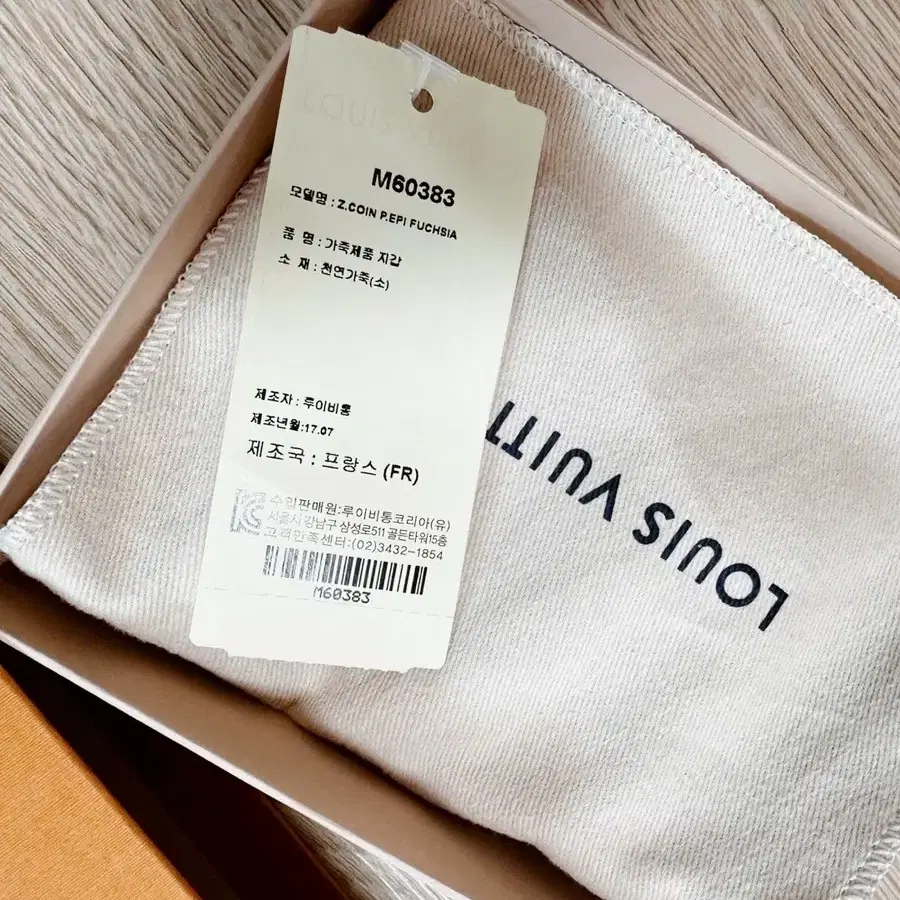 M60383
모델명 : Z.COIN P.EPI FUCHSIA
품 명 : 가죽제품 지갑
소 재 : 천연가죽(소)
제조자 : 루이비통
제조년월:17.07
제조국 : 프랑스 (FR)
수입판매원:루이비통코리아(유)
서울시 강남구 삼성로511 골든타워15층
고객만족센터:(02)3432-1854
M60383
LOUIS VUITT